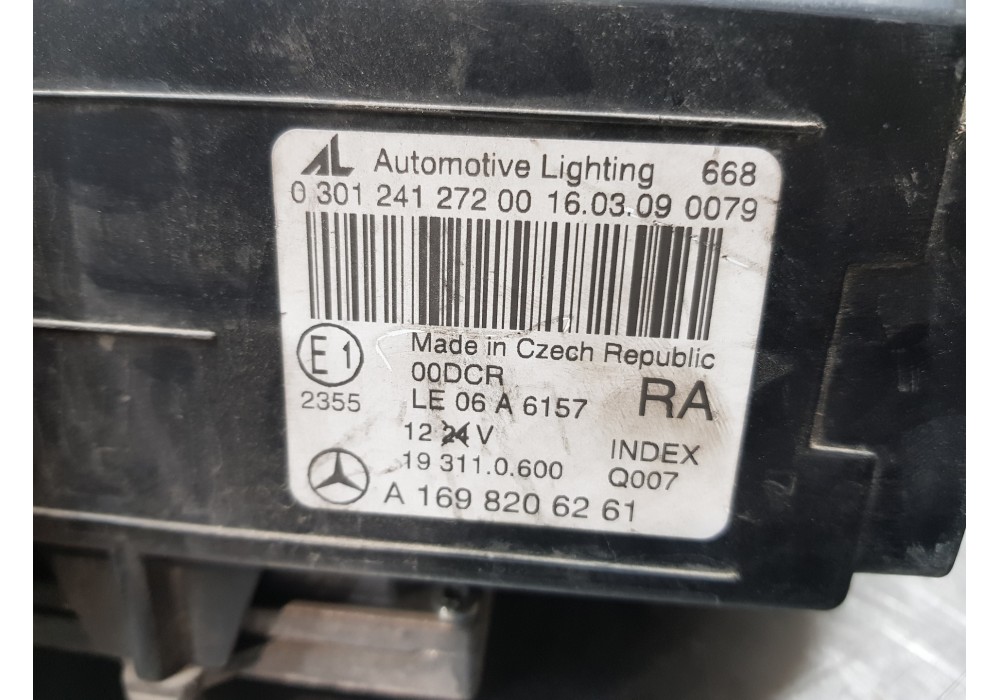 AL Automotive Lighting 668
0 301 241 272 00 16.03.09 0079
E1 Made in Czech Republic
00DCR
2355 LE 06 A 6157 RA
12 24 V INDEX
19 311.0.600 Q007
A 169 820 62 61